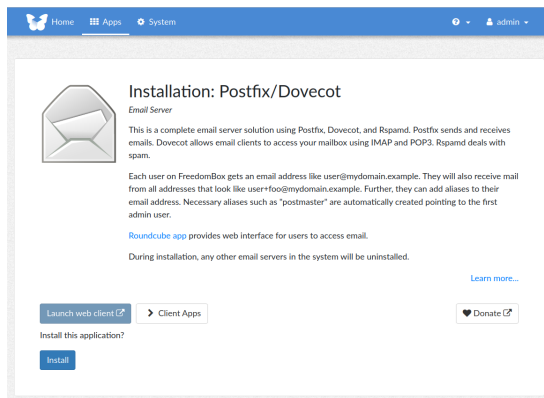 Home Apps System admin
Installation: Postfix/Dovecot
Email Server
This is a complete email server solution using Postfix, Dovecot, and Rspamd. Postfix sends and receives
emails. Dovecot allows email clients to access your mailbox using IMAP and POP3. Rspamd deals with
spam.
Each user on FreedomBox gets an email address like user@mydomain.example. They will also receive mail
from all addresses that look like user+foo@mydomain.example. Further, they can add aliases to their
email address. Necessary aliases such as "postmaster" are automatically created pointing to the first
admin user.
Roundcube app provides web interface for users to access email.
During installation, any other email servers in the system will be uninstalled.
Learn more...
Launch web client Client Apps Donate
Install this application?
Install